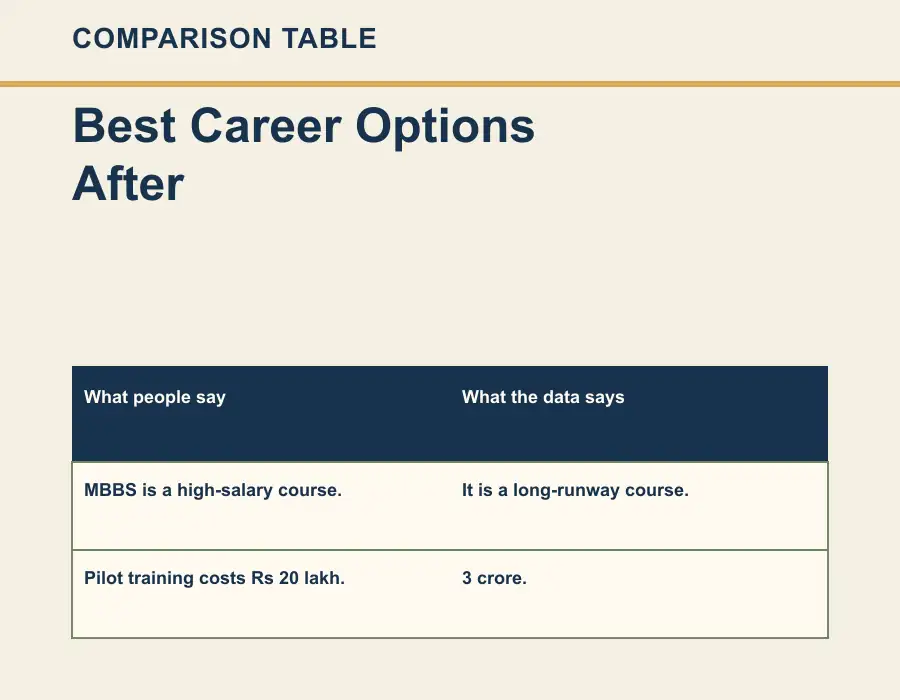 COMPARISON TABLE
Best Career Options
After
What people say
What the data says
MBBS is a high-salary course.
It is a long-runway course.
Pilot training costs Rs 20 lakh.
3 crore.